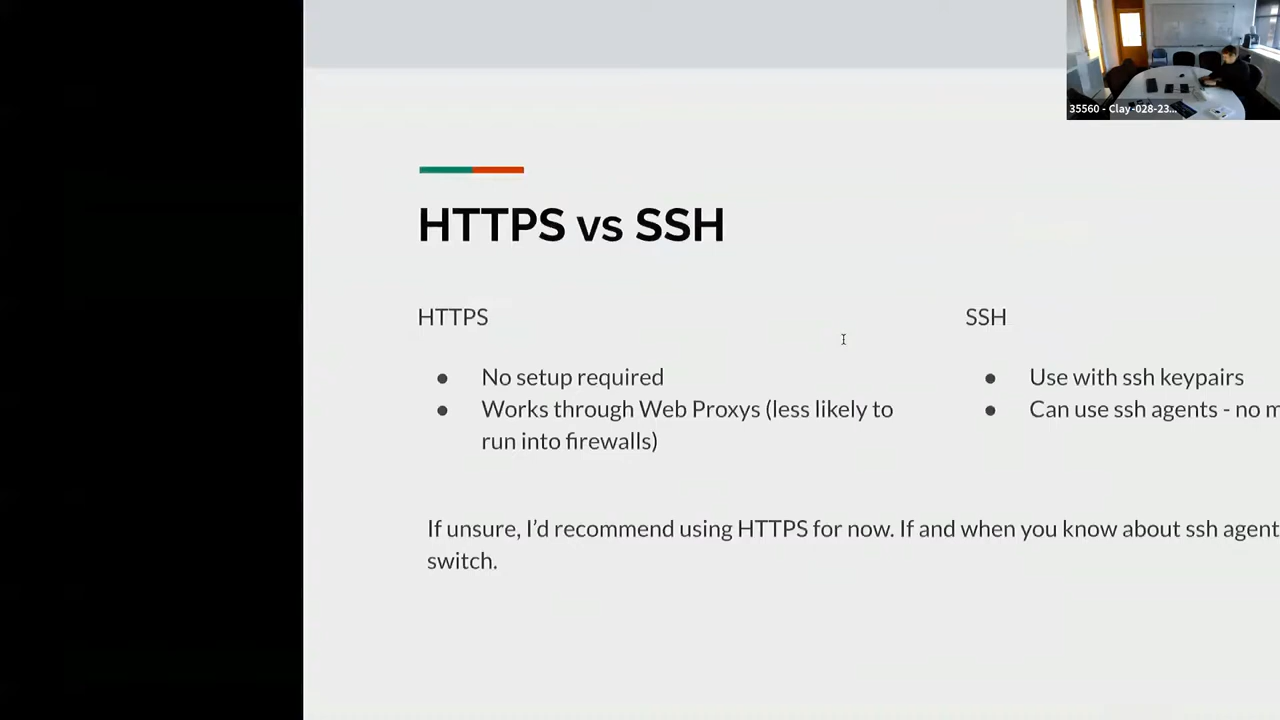 35560 - Clay-028-23...
HTTPS vs SSH
HTTPS
No setup required
Works through Web Proxys (less likely to
run into firewalls)
SSH
Use with ssh keypairs
Can use ssh agents - no
If unsure, I'd recommend using HTTPS for now. If and when you know about ssh agent
switch.